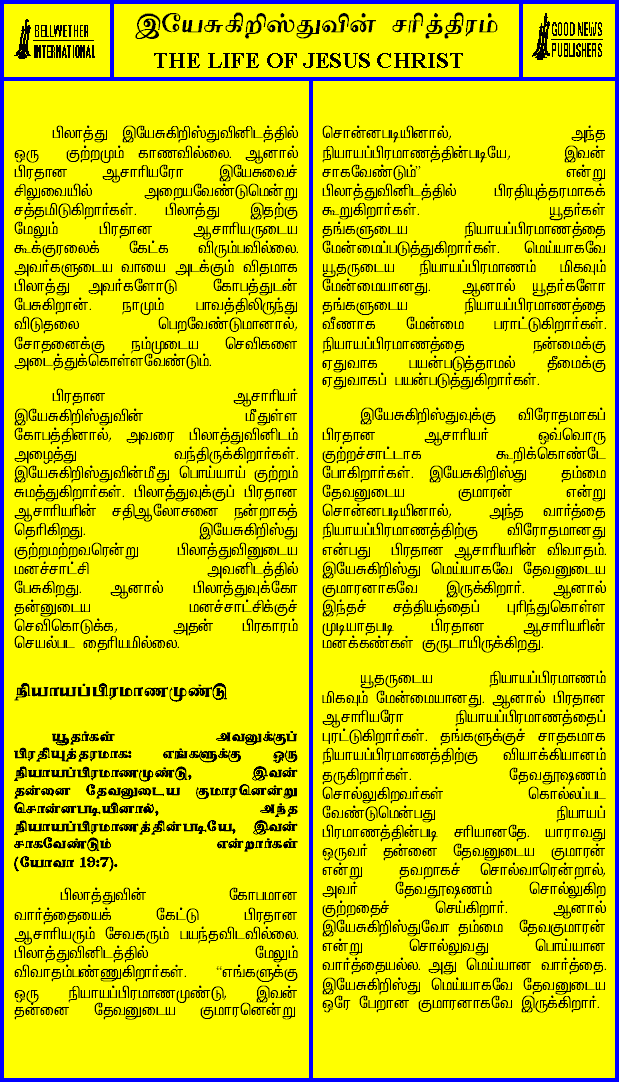 BELLWETHER
INTERNATIONAL
இயேசுகிறிஸ்துவின் சரித்திரம்
THE LIFE OF JESUS CHRIST
GOOD NEWS
PUBLISHERS
பிலாத்து இயேசுகிறிஸ்துவினிடத்தில்
ஒரு குற்றமும் காணவில்லை. ஆனால்
பிரதான ஆசாரியரோ இயேசுவைச்
சிலுவையில் அறையவேண்டுமென்று
சத்தமிடுகிறார்கள். பிலாத்து இதற்கு
மேலும் பிரதான ஆசாரியருடைய
கூக்குரலைக் கேட்க விரும்பவில்லை.
அவர்களுடைய வாயை அடக்கும் விதமாக
பிலாத்து அவர்களோடு கோபத்துடன்
பேசுகிறான். நாமும் பாவத்திலிருந்து
விடுதலை பெறவேண்டுமானால்,
சோதனைக்கு நம்முடைய செவிகளை
அடைத்துக்கொள்ளவேண்டும்.
பிரதான ஆசாரியர்
இயேசுகிறிஸ்துவின் மீதுள்ள
கோபத்தினால், அவரை பிலாத்துவினிடம்
அழைத்து வந்திருக்கிறார்கள்.
இயேசுகிறிஸ்துவின்மீது பொய்யாய் குற்றம்
சுமத்துகிறார்கள். பிலாத்துவுக்குப் பிரதான
ஆசாரியரின் சதிஆலோசனை நன்றாகத்
தெரிகிறது. இயேசுகிறிஸ்து
குற்றமற்றவரென்று பிலாத்துவினுடைய
மனச்சாட்சி அவனிடத்தில்
பேசுகிறது. ஆனால் பிலாத்துவுக்கோ
தன்னுடைய மனச்சாட்சிக்குச்
செவிகொடுக்க, அதன் பிரகாரம்
செயல்பட தைரியமில்லை.
நியாயப்பிரமாணமுண்டு
யூதர்கள் அவனுக்குப்
பிரதியுத்தரமாக: எங்களுக்கு ஒரு
நியாயப்பிரமாணமுண்டு, இவன்
தன்னை தேவனுடைய குமாரனென்று
சொன்னபடியினால், அந்த
நியாயப்பிரமாணத்தின்படியே, இவன்
சாகவேண்டும் என்றார்கள்
(யோவா 19:7).
பிலாத்துவின் கோபமான
வார்த்தையைக் கேட்டு பிரதான
ஆசாரியரும் சேவகரும் பயந்தவிடவில்லை.
பிலாத்துவினிடத்தில் மேலும்
விவாதம்பண்ணுகிறார்கள். "எங்களுக்கு
ஒரு நியாயப்பிரமாணமுண்டு, இவன்
தன்னை தேவனுடைய குமாரனென்று
சொன்னபடியினால், அந்த
நியாயப்பிரமாணத்தின்படியே, இவன்
சாகவேண்டும்" என்று
பிலாத்துவினிடத்தில் பிரதியுத்தரமாகக்
கூறுகிறார்கள். யூதர்கள்
தங்களுடைய நியாயப்பிரமாணத்தை
மேன்மைப்படுத்துகிறார்கள். மெய்யாகவே
யூதருடைய நியாயப்பிரமாணம் மிகவும்
மேன்மையானது. ஆனால் யூதர்களோ
தங்களுடைய நியாயப்பிரமாணத்தை
வீணாக மேன்மை பராட்டுகிறார்கள்.
நியாயப்பிரமாணத்தை நன்மைக்கு
ஏதுவாக பயன்படுத்தாமல் தீமைக்கு
ஏதுவாகப் பயன்படுத்துகிறார்கள்.
இயேசுகிறிஸ்துவுக்கு விரோதமாகப்
பிரதான ஆசாரியர் ஒவ்வொரு
குற்றச்சாட்டாக கூறிக்கொண்டே
போகிறார்கள். இயேசுகிறிஸ்து தம்மை
தேவனுடைய குமாரன் என்று
சொன்னபடியினால், அந்த வார்த்தை
நியாயப்பிரமாணத்திற்கு விரோதமானது
என்பது பிரதான ஆசாரியரின் விவாதம்.
இயேசுகிறிஸ்து மெய்யாகவே தேவனுடைய
குமாரனாகவே இருக்கிறார். ஆனால்
இந்தச் சத்தியத்தைப் புரிந்துகொள்ள
முடியாதபடி பிரதான ஆசாரியரின்
மனக்கண்கள் குருடாயிருக்கிறது.
யூதருடைய நியாயப்பிரமாணம்
மிகவும் மேன்மையானது. ஆனால் பிரதான
ஆசாரியரோ நியாயப்பிரமாணத்தைப்
புரட்டுகிறார்கள். தங்களுக்குச் சாதகமாக
நியாயப்பிரமாணத்திற்கு வியாக்கியானம்
தருகிறார்கள். தேவதூஷணம்
சொல்லுகிறவர்கள் கொல்லப்பட
வேண்டுமென்பது நியாயப்
பிரமாணத்தின்படி சரியானதே. யாராவது
ஒருவர் தன்னை தேவனுடைய குமாரன்
என்று தவறாகச் சொல்வாரென்றால்,
அவர் தேவதூஷணம் சொல்லுகிற
குற்றதைச் செய்கிறார். ஆனால்
இயேசுகிறிஸ்துவோ தம்மை தேவகுமாரன்
என்று சொல்லுவது பொய்யான
வார்த்தையல்ல. அது மெய்யான வார்த்தை.
இயேசுகிறிஸ்து மெய்யாகவே தேவனுடைய
ஒரே பேறான குமாரனாகவே இருக்கிறார்.